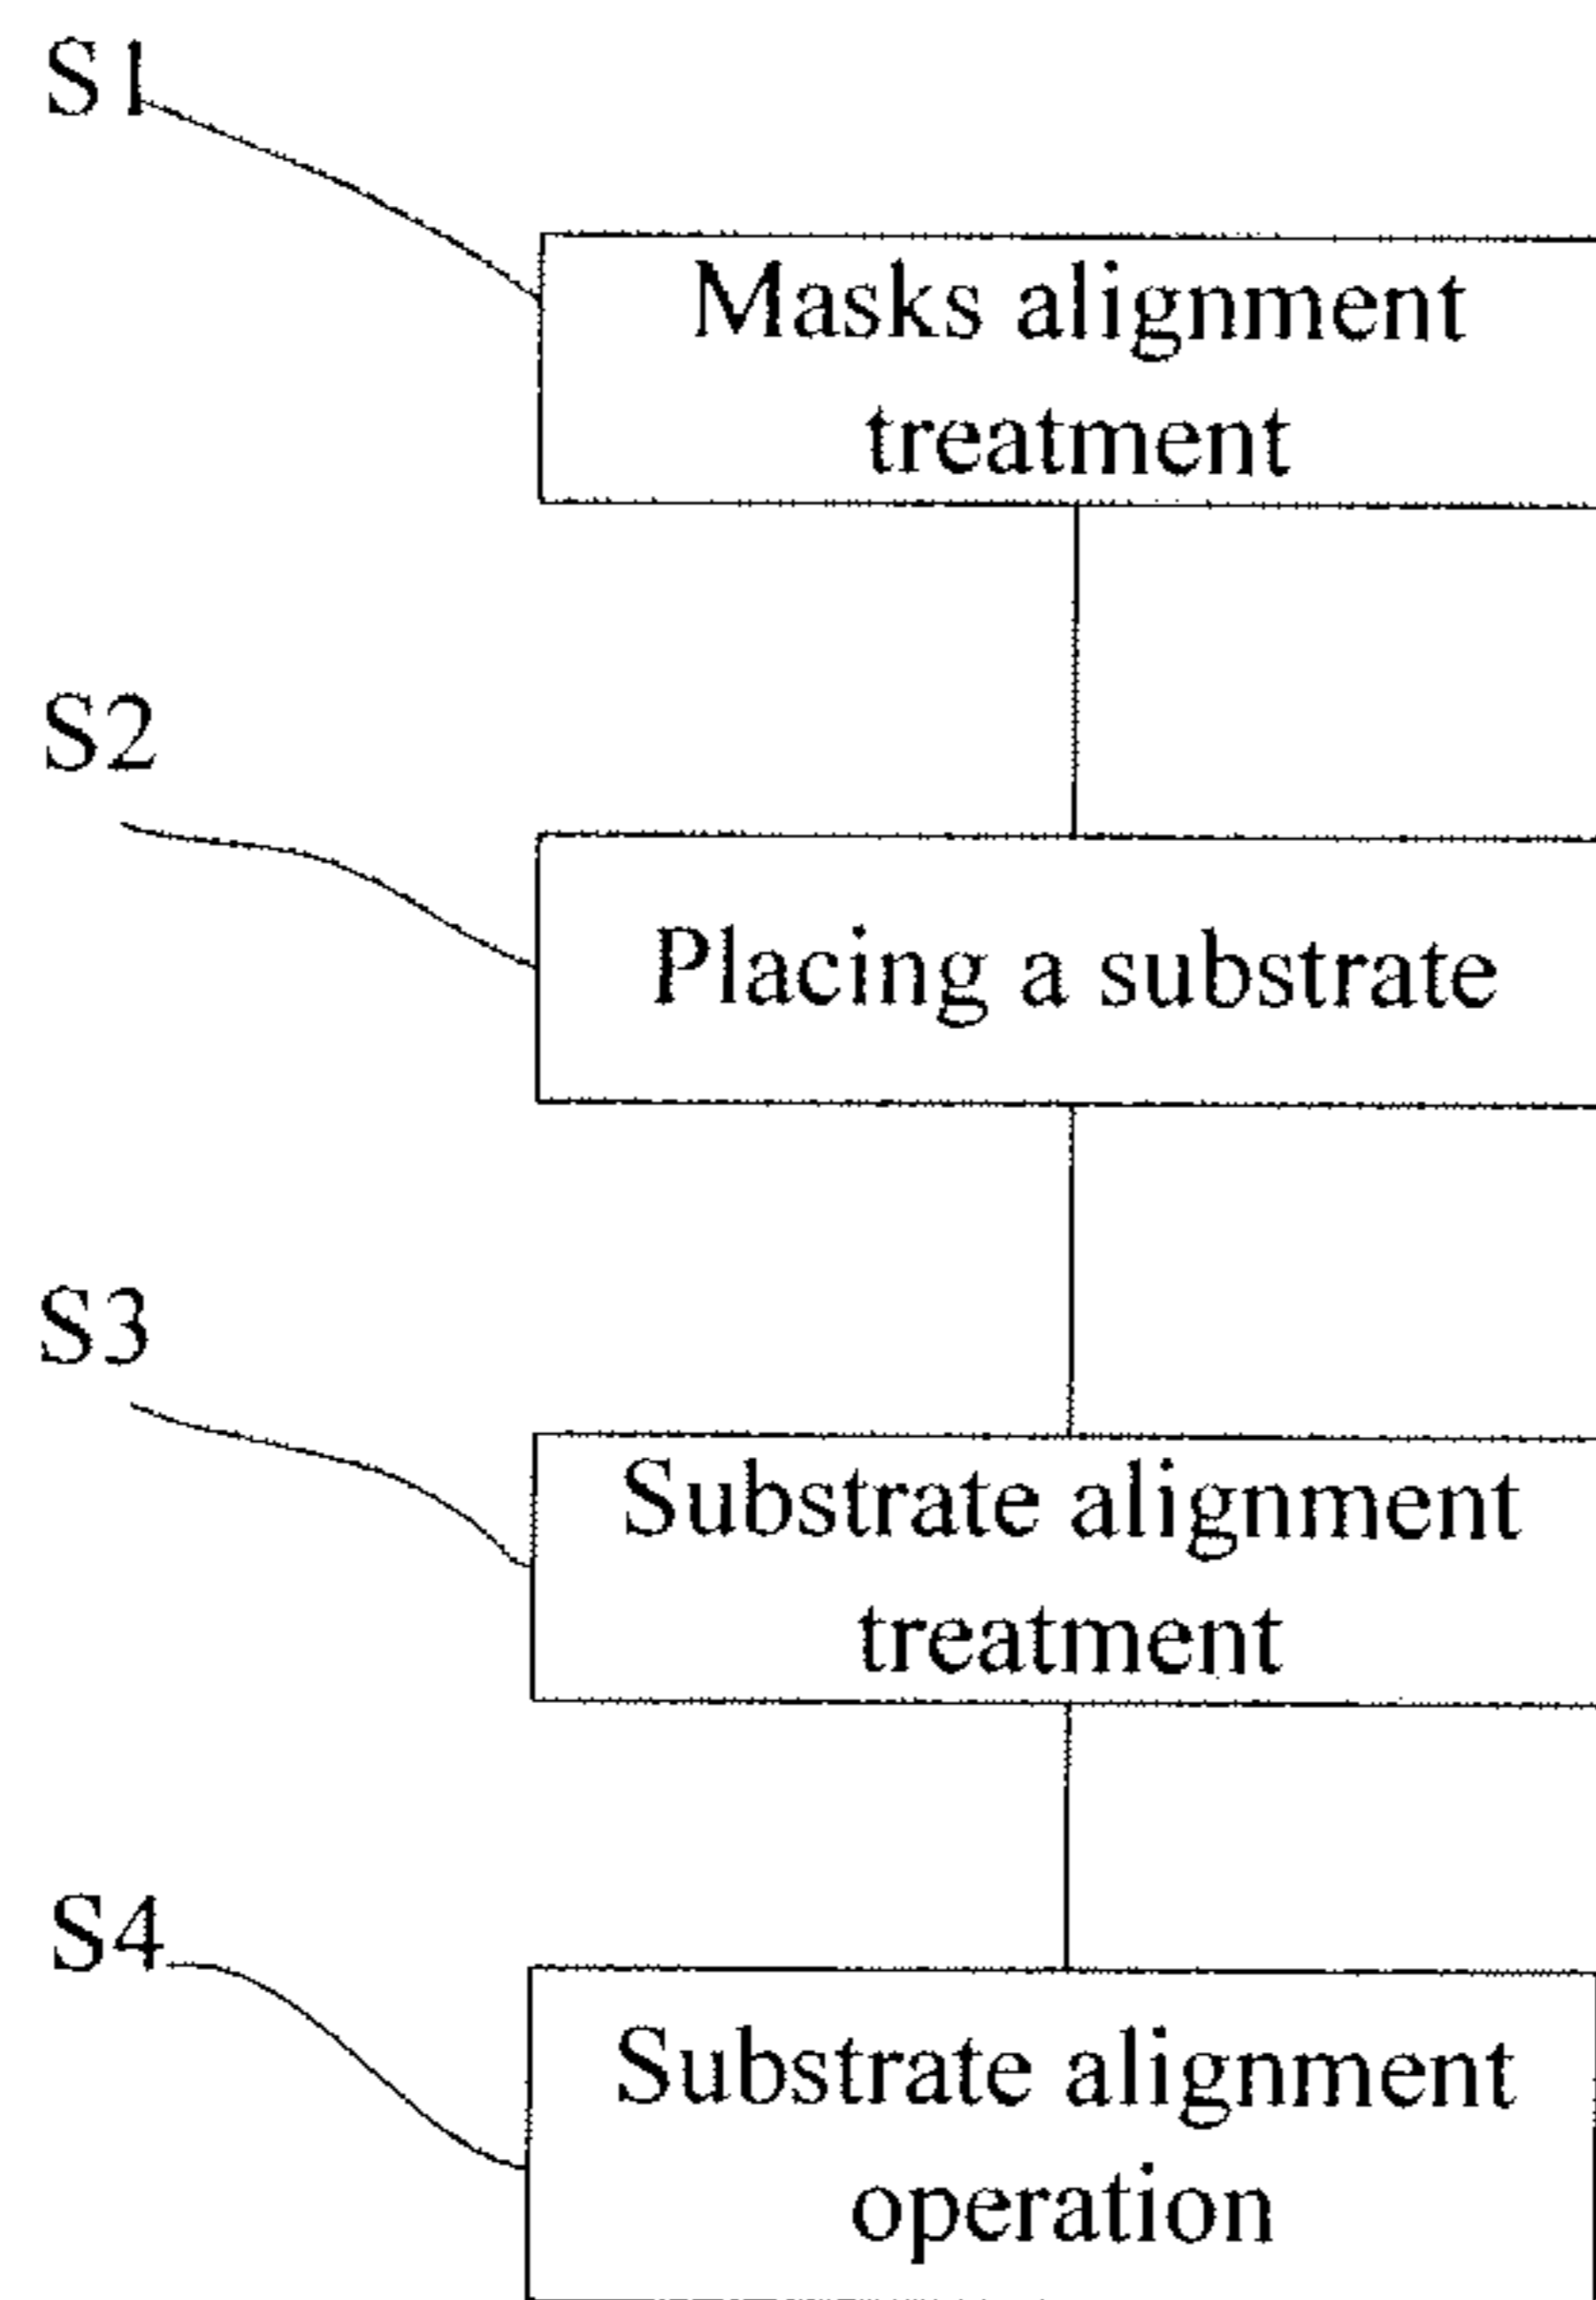 S1
Masks alignment
treatment
S2
Placing a substrate
S3
Substrate alignment
treatment
S4
Substrate alignment
operation